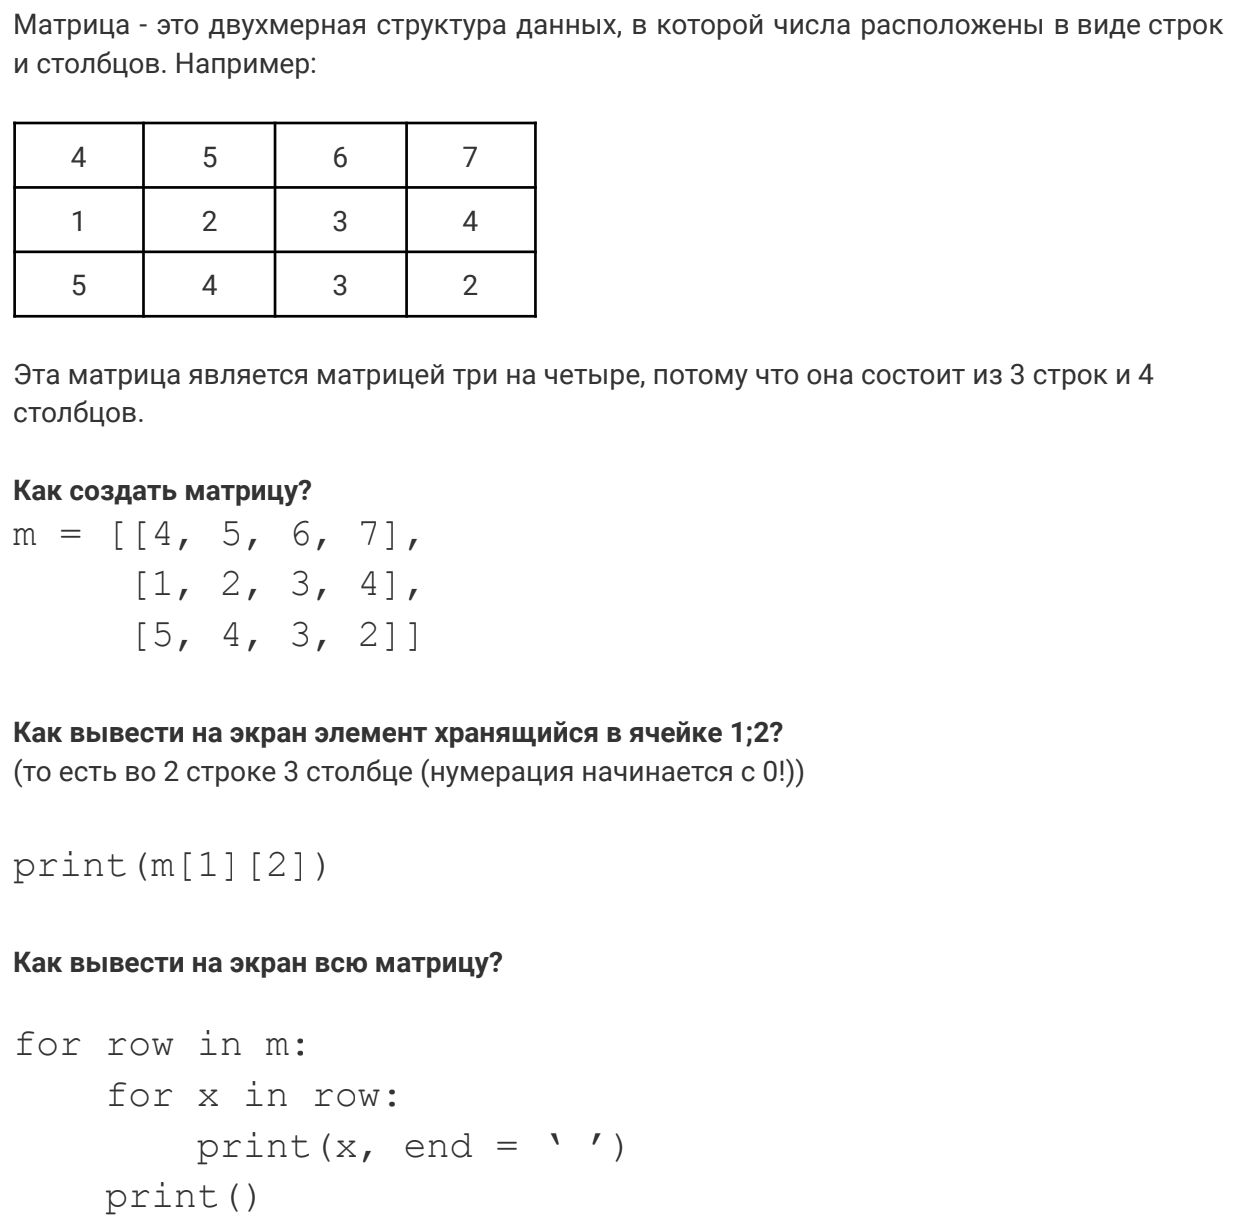 Матрица - это двухмерная структура данных, в которой числа расположены в виде строк
и столбцов. Например:
4 5 6 7
1 2 3 4
5 4 3 2
Эта матрица является матрицей три на четыре, потому что она состоит из 3 строк и 4
столбцов.
Как создать матрицу?
m = [[4, 5, 6, 7],
[1, 2, 3, 4],
[5, 4, 3, 2]]
Как вывести на экран элемент хранящийся в ячейке 1;2?
(то есть во 2 строке 3 столбце (нумерация начинается с 0!))
print(m[1][2])
Как вывести на экран всю матрицу?
for row in m:
for x in row:
print(x, end = ‘ ’)
print()